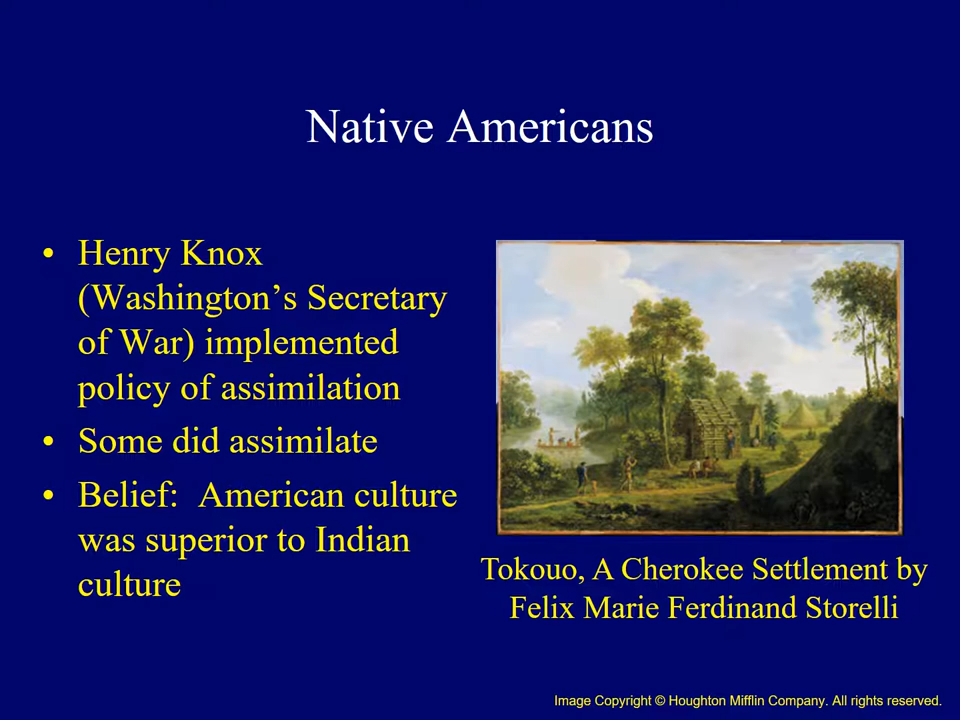 Native Americans
• Henry Knox
(Washington’s Secretary
of War) implemented
policy of assimilation
• Some did assimilate
• Belief:  American culture
was superior to Indian
culture
Tokouo, A Cherokee Settlement by
Felix Marie Ferdinand Storelli
Image Copyright © Houghton Mifflin Company. All rights reserved.